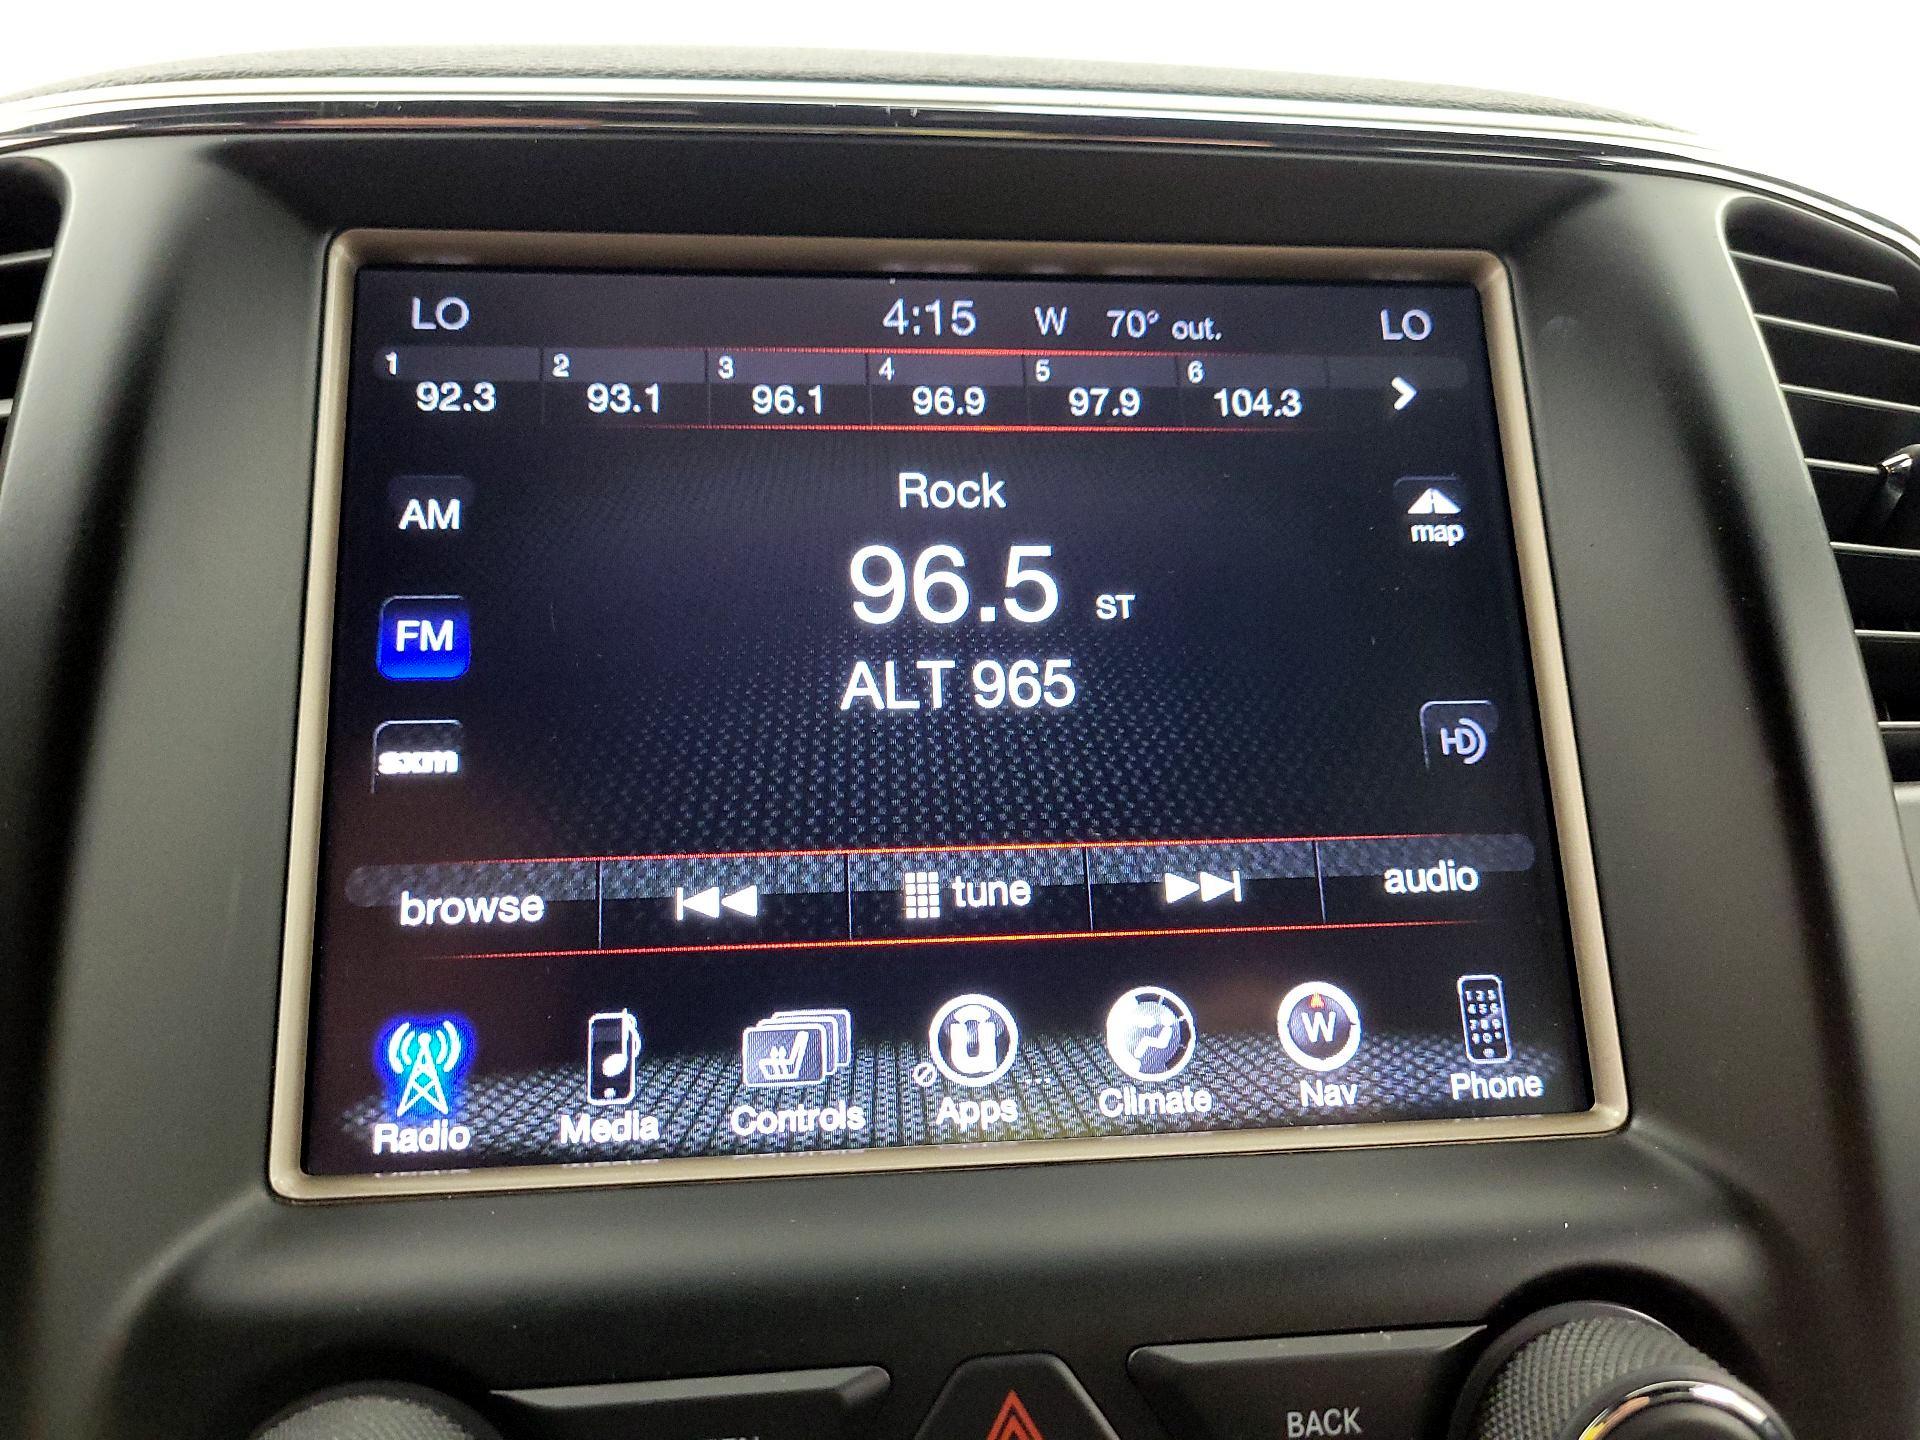 LO 4:15 W 70° out. LO
1 2 3 4 5 6
92.3 93.1 96.1 96.9 97.9 104.3
Rock
AM
map
96.5 ST
FM
ALT 965
HD
sxm
browse tune audio
Radio Media Controls Apps Climate Nav Phone
BACK